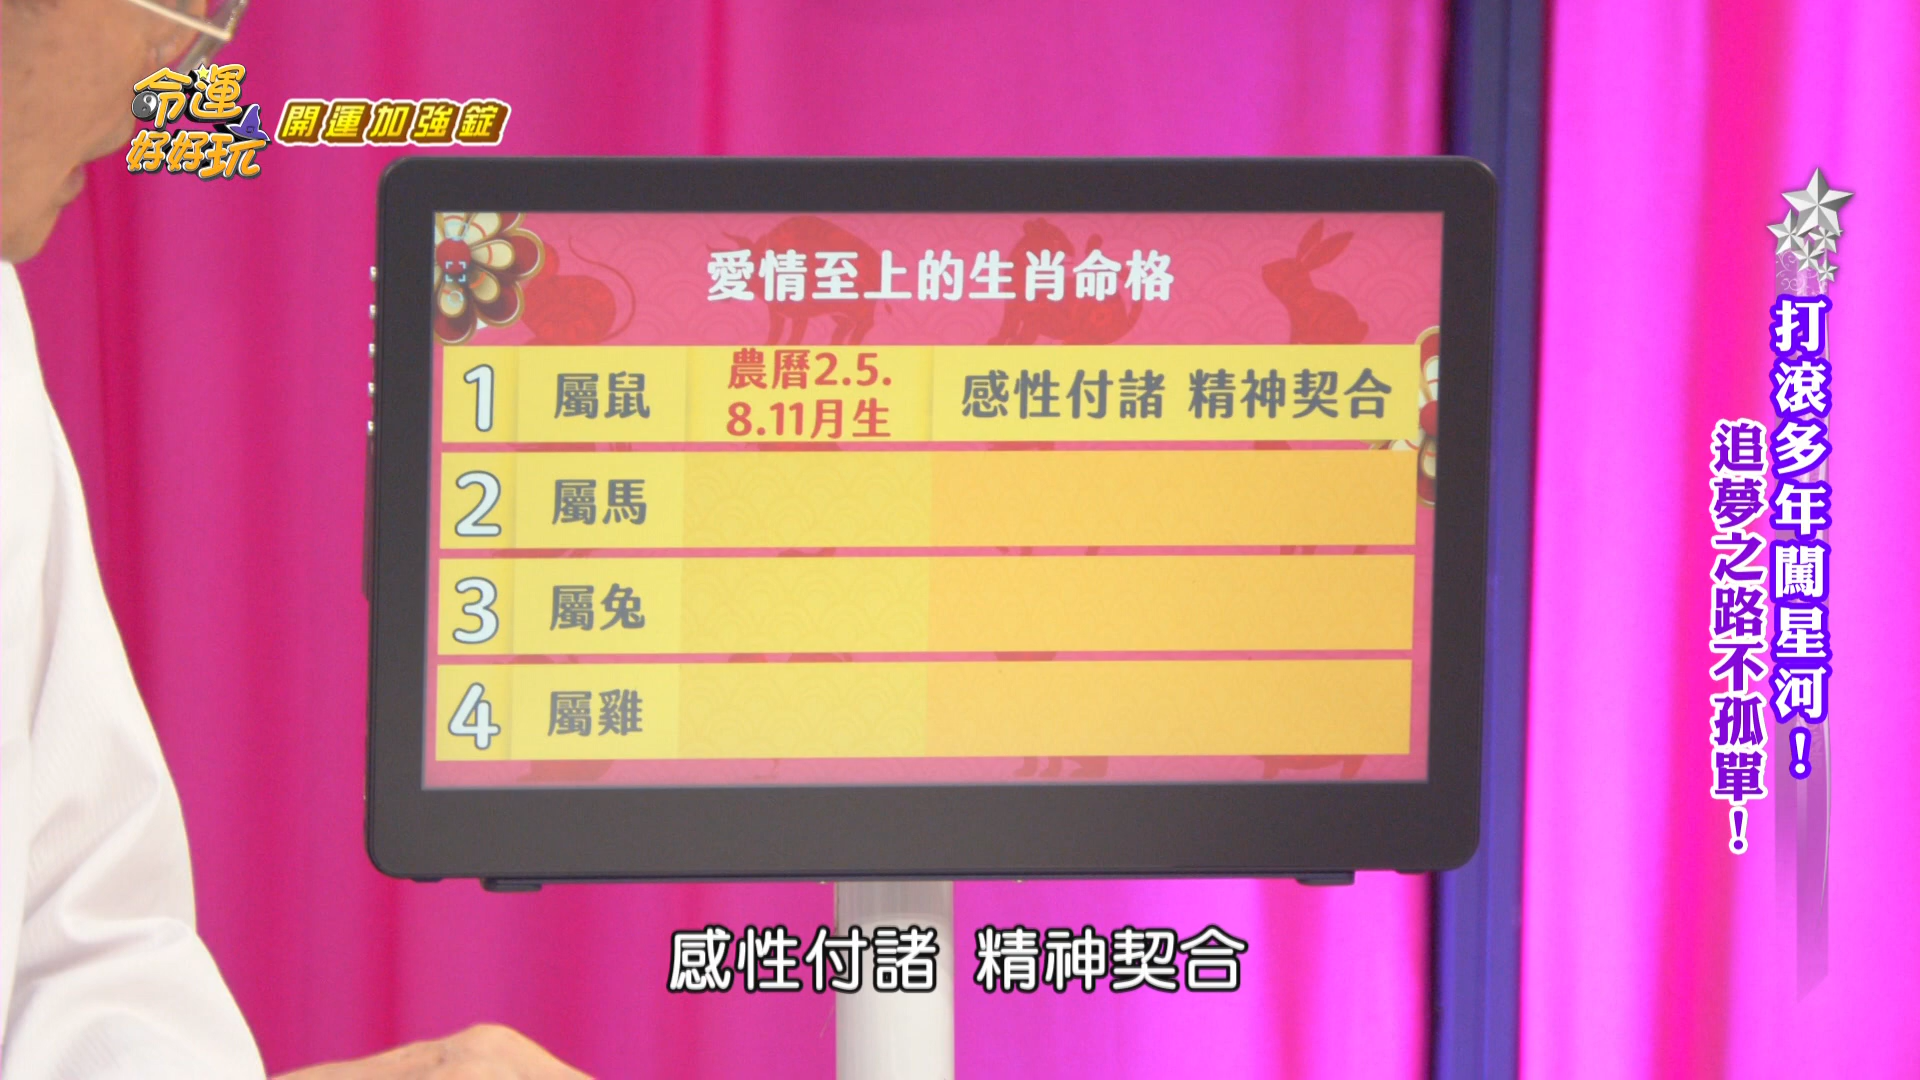 命運
好好玩
開運加強錠
愛情至上的生肖命格
1 屬鼠 農曆2.5.
8.11月生 感性付諸 精神契合
2 屬馬
3 屬兔
4 屬雞
打滾多年闖星河！
追夢之路不孤單！
感性付諸 精神契合